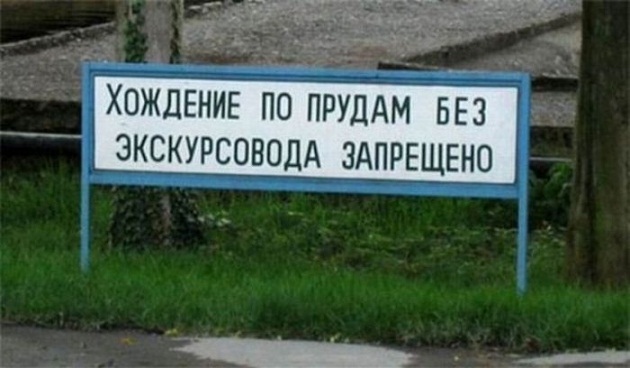 Хождение по прудам без
экскурсовода запрещено